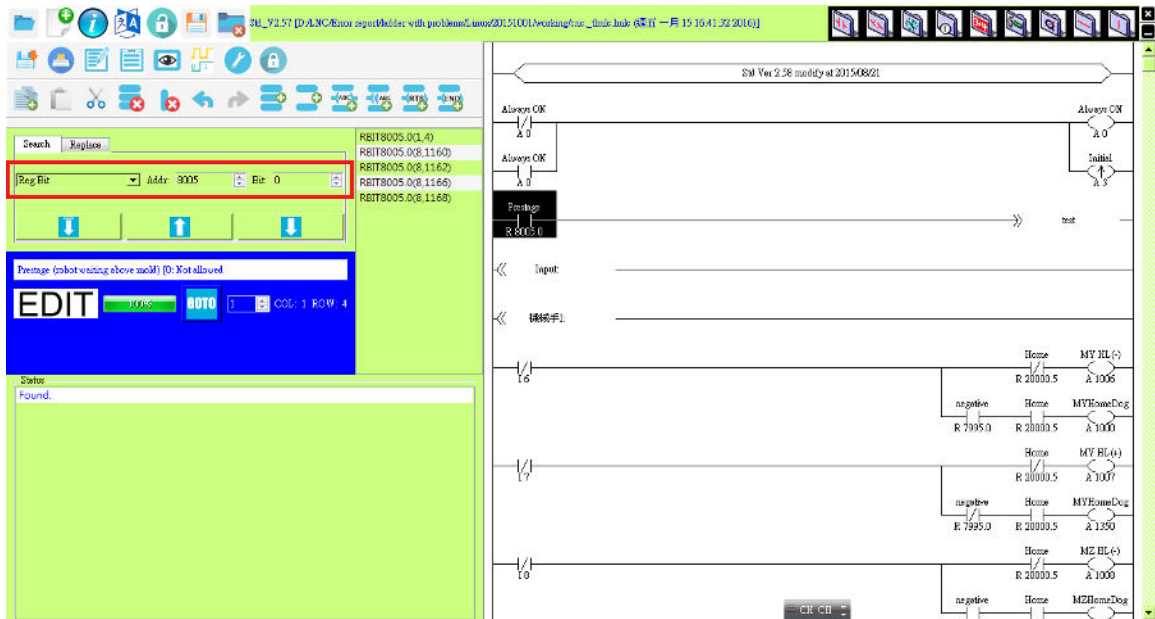 Std_V2.57 [D:/LNC/Error report/ladder with problems/Linux/20151001/working/cnc._tbnlc.bnlc (週五 一月 15 16:41:32 2016)]
Search Replace
Reg Bit Addr: 8005 Bit: 0
Prestage (robot waiting above mold) [0: Not allowed
EDIT 100% GOTO 1 COL: 1 ROW: 4
RBIT8005.0(1,4)
RBIT8005.0(8,1160)
RBIT8005.0(8,1162)
RBIT8005.0(8,1166)
RBIT8005.0(8,1168)
Status
Found.
Std Ver 2.58 modify at 2015/08/21
Always ON Always ON
A 0 A 0
Always ON Initial
A 0 A 3
Prestage
R 8005.0 test
Input:
機械手1:
Home MY HL(-)
I 6 R 20000.5 A 1006
negative Home MYHomeDog
R 7995.0 R 20000.5 A 1000
Home MY HL(+)
I 7 R 20000.5 A 1007
negative Home MYHomeDog
R 7995.0 R 20000.5 A 1350
Home MZ HL(-)
I 8 R 20000.5 A 1008
negative Home MZHomeDog
CK CH